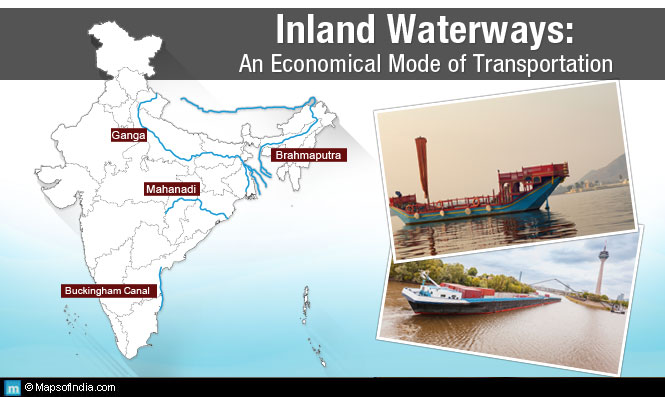 Inland Waterways:
An Economical Mode of Transportation
Ganga
Brahmaputra
Mahanadi
Buckingham Canal
m © MapsofIndia.com